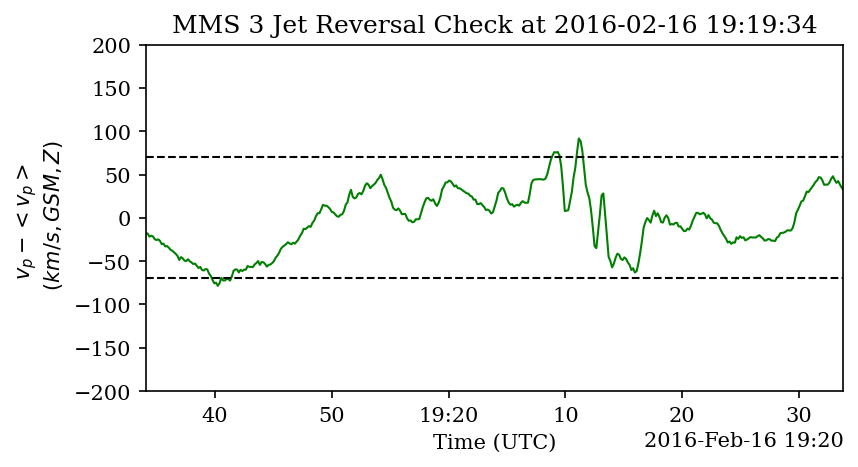 MMS 3 Jet Reversal Check at 2016-02-16 19:19:34
200
150
100
50
0
−50
−100
−150
−200
v_p − < v_p >
(km/s, GSM, Z)
40 50 19:20 10 20 30
Time (UTC)
2016-Feb-16 19:20